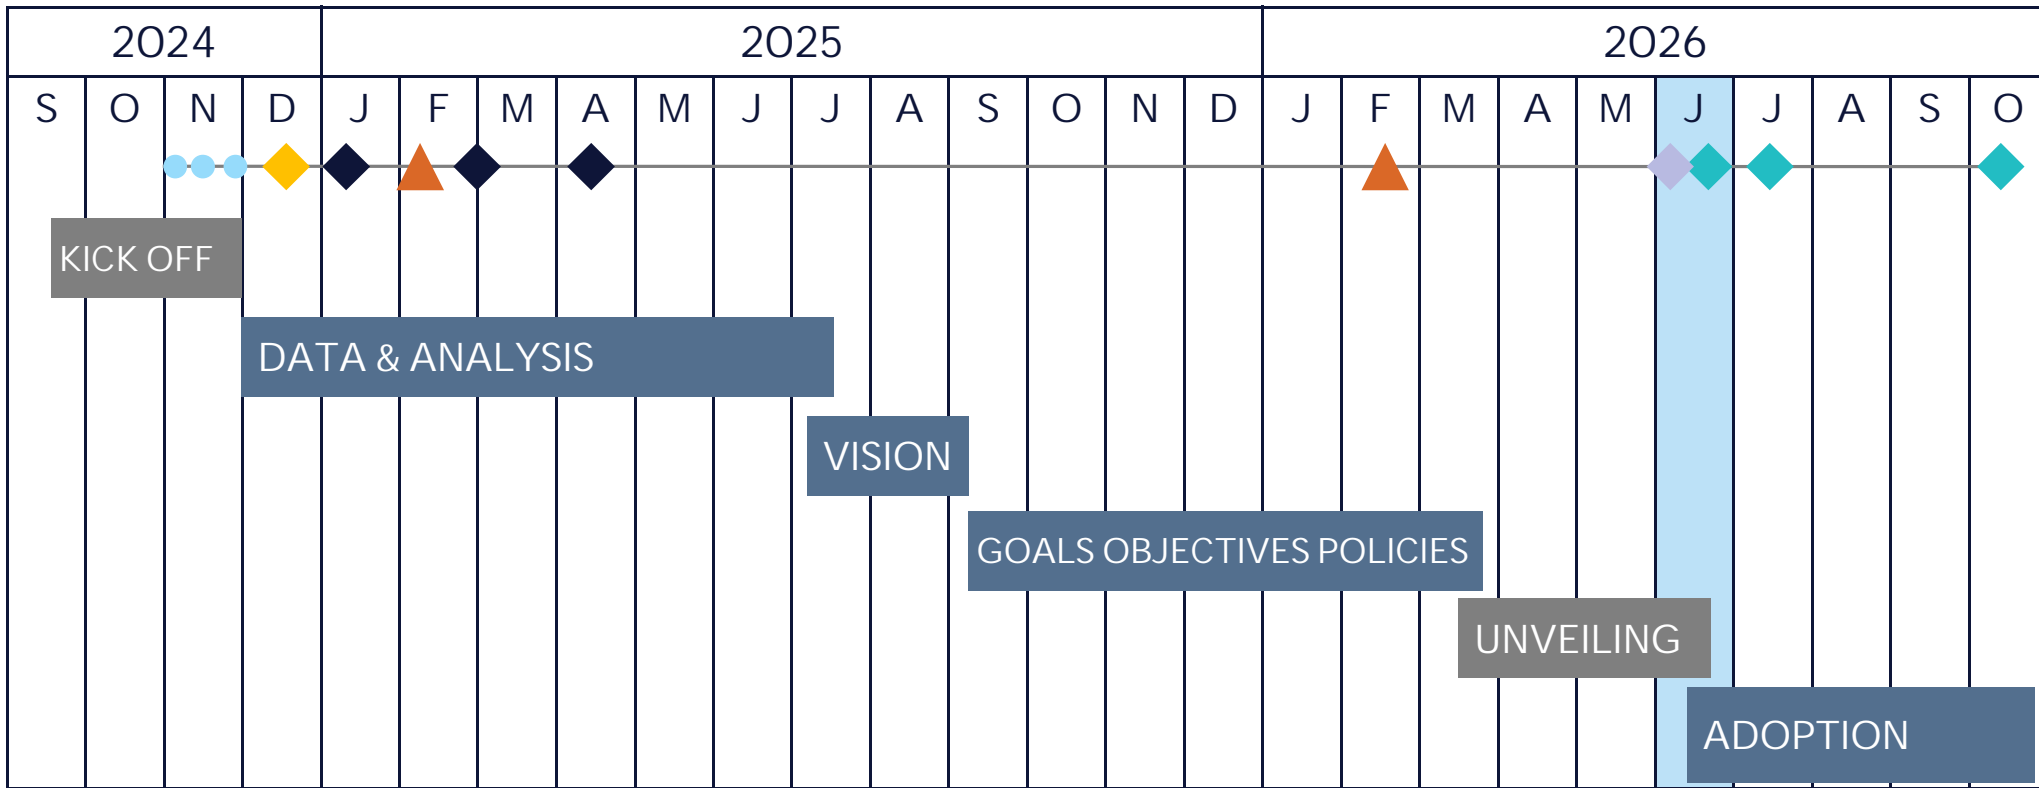 2024 2025 2026
S O N D J F M A M J J A S O N D J F M A M J J A S O
KICK OFF
DATA & ANALYSIS
VISION
GOALS OBJECTIVES POLICIES
UNVEILING
ADOPTION